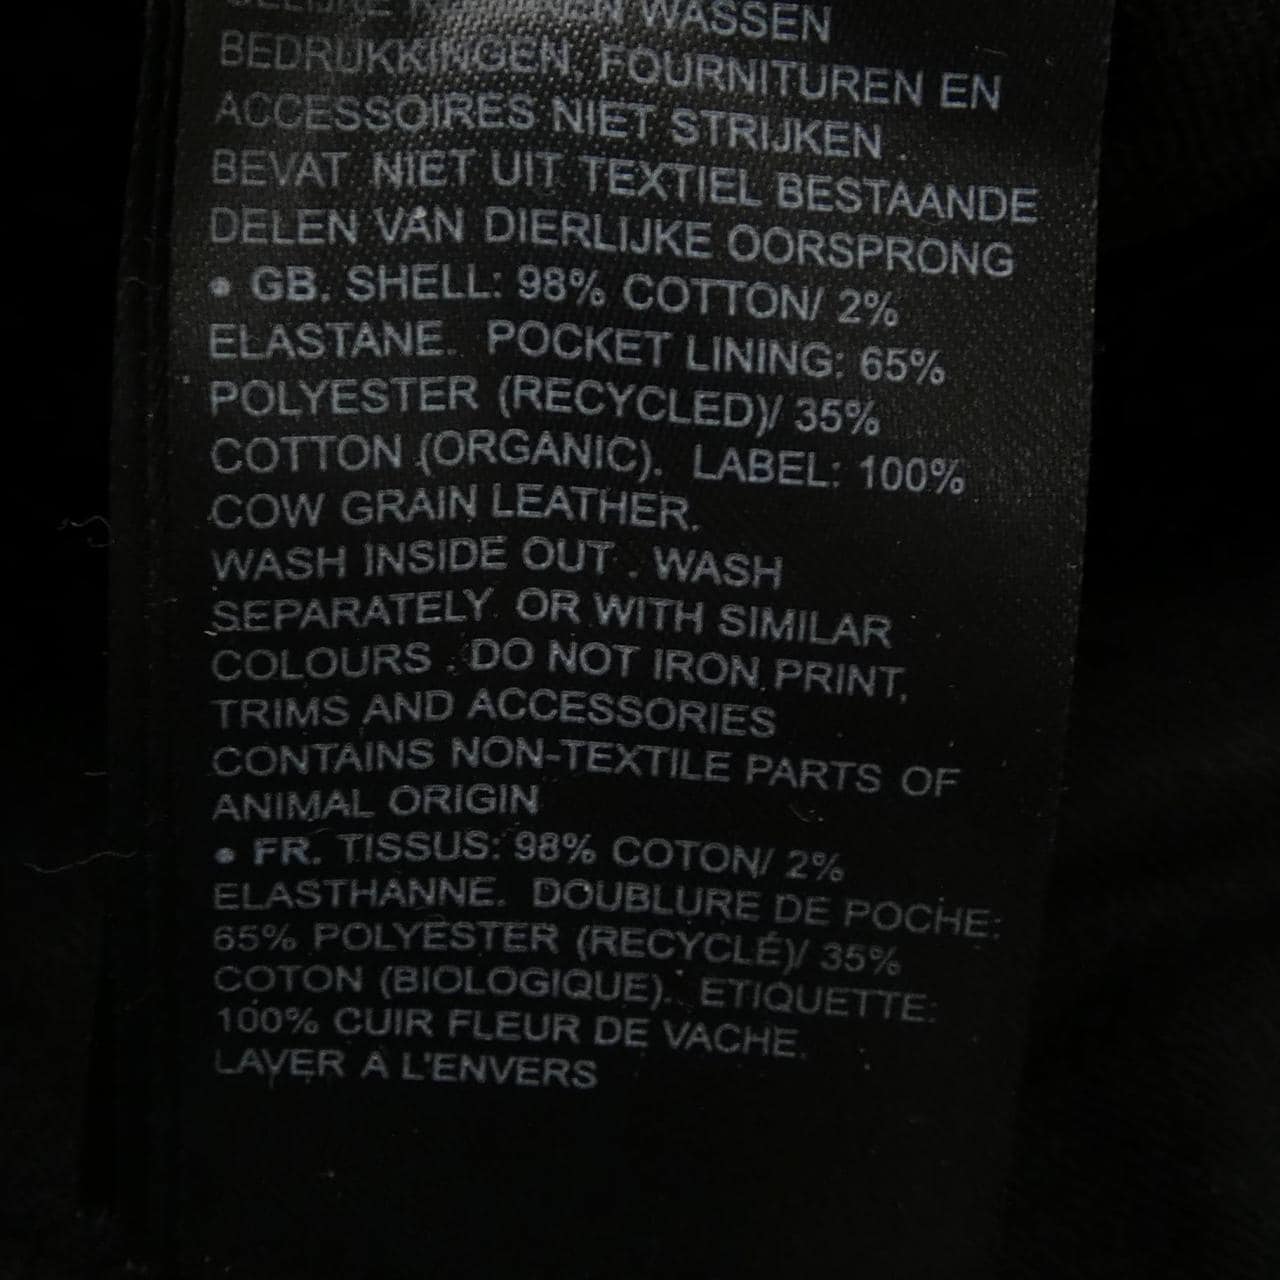 WASSEN
BEDRUKKINGEN, FOURNITUREN EN
ACCESSOIRES NIET STRIJKEN .
BEVAT NIET UIT TEXTIEL BESTAANDE
DELEN VAN DIERLIJKE OORSPRONG
• GB. SHELL: 98% COTTON/ 2%
ELASTANE. POCKET LINING: 65%
POLYESTER (RECYCLED)/ 35%
COTTON (ORGANIC). LABEL: 100%
COW GRAIN LEATHER.
WASH INSIDE OUT . WASH
SEPARATELY OR WITH SIMILAR
COLOURS . DO NOT IRON PRINT,
TRIMS AND ACCESSORIES
CONTAINS NON-TEXTILE PARTS OF
ANIMAL ORIGIN
• FR. TISSUS: 98% COTON/ 2%
ELASTHANNE. DOUBLURE DE POCHE:
65% POLYESTER (RECYCLÉ)/ 35%
COTON (BIOLOGIQUE). ETIQUETTE:
100% CUIR FLEUR DE VACHE.
LAVER A L'ENVERS